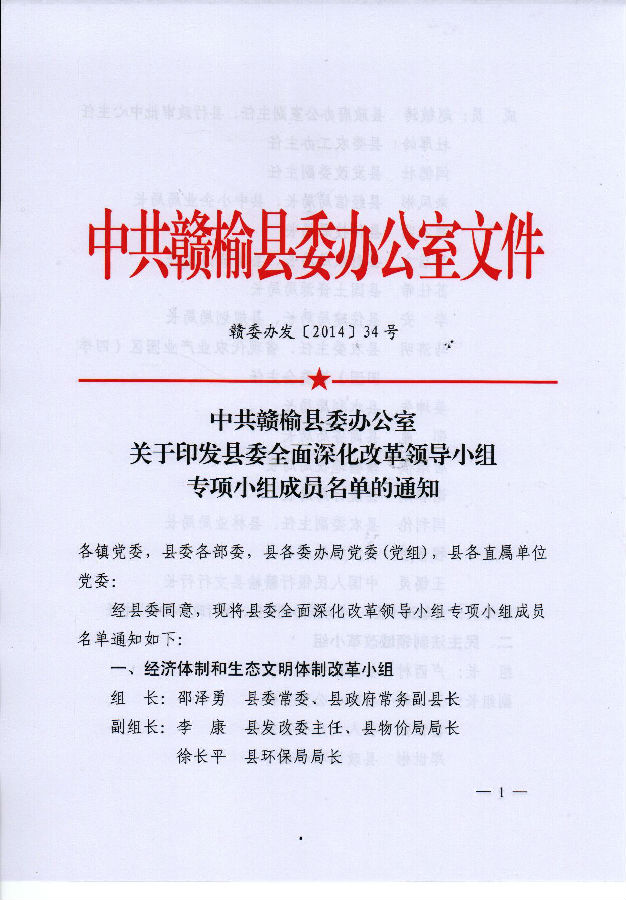 中共赣榆县委办公室文件
赣委办发〔2014〕34号
中共赣榆县委办公室
关于印发县委全面深化改革领导小组
专项小组成员名单的通知
各镇党委，县委各部委，县各委办局党委(党组)，县各直属单位
党委：
经县委同意，现将县委全面深化改革领导小组专项小组成员
名单通知如下：
一、经济体制和生态文明体制改革小组
组　长：邵泽勇　县委常委、县政府常务副县长
副组长：李　康　县发改委主任、县物价局局长
徐长平　县环保局局长
— 1 —